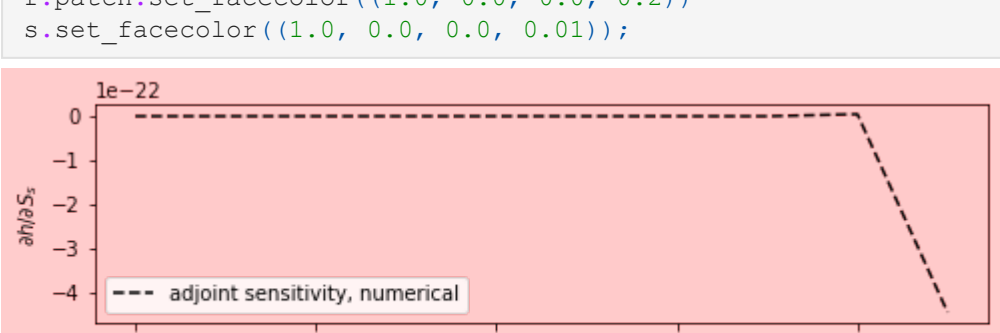 f.patch.set_facecolor((1.0, 0.0, 0.0, 0.2))
s.set_facecolor((1.0, 0.0, 0.0, 0.01));
1e−22
0
−1
−2
−3
−4
∂h/∂Sₛ
adjoint sensitivity, numerical